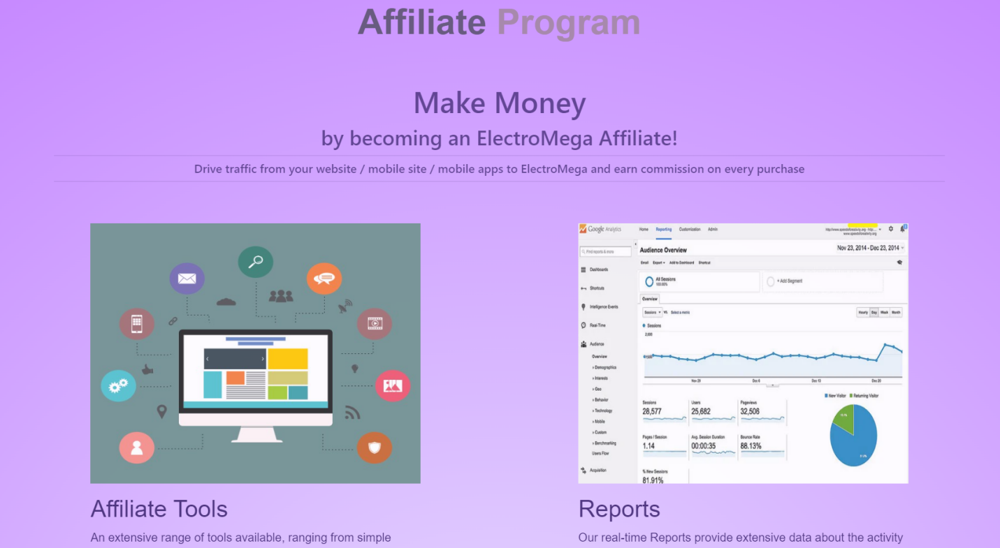 Affiliate Program
Make Money
by becoming an ElectroMega Affiliate!
Drive traffic from your website / mobile site / mobile apps to ElectroMega and earn commission on every purchase
Google Analytics
Home Reporting Customization Admin
Find reports & more
Audience Overview
Nov 23, 2014 - Dec 23, 2014
Email Export Add to Dashboard Shortcut
Dashboards
Shortcuts
Intelligence Events
Real-Time
Audience
Overview
Demographics
Interests
Geo
Behavior
Technology
Mobile
Custom
Benchmarking
Users Flow
Acquisition
All Sessions
100.00%
+ Add Segment
Overview
Sessions VS. Select a metric
Hourly Day Week Month
Sessions
2,000
Nov 29 Dec 6 Dec 13 Dec 20
New Visitor Returning Visitor
Sessions
28,577
Users
25,682
Pageviews
32,508
Pages / Session
1.14
Avg. Session Duration
00:00:35
Bounce Rate
88.13%
% New Sessions
81.91%
Affiliate Tools
An extensive range of tools available, ranging from simple
Reports
Our real-time Reports provide extensive data about the activity